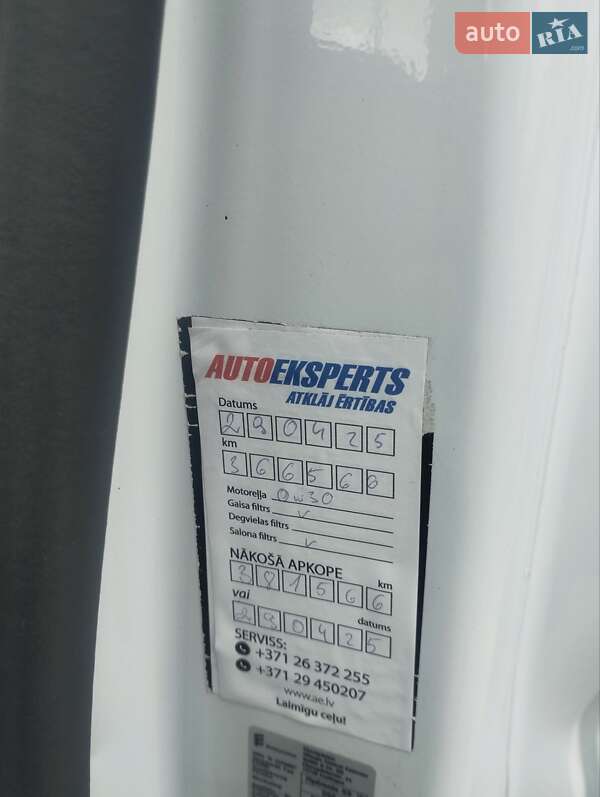 auto RIA .com
AUTOEKSPERTS
ATKLĀJ ĒRTĪBAS
Datums
290425
km
Motoreļļa 0w30
Gaisa filtrs v
Degvielas filtrs
Salona filtrs v
NĀKOŠĀ APKOPE
km
381566
vai
datums
290425
SERVISS:
+371 26 372 255
+371 29 450207
www.ae.lv
Laimīgu ceļu!